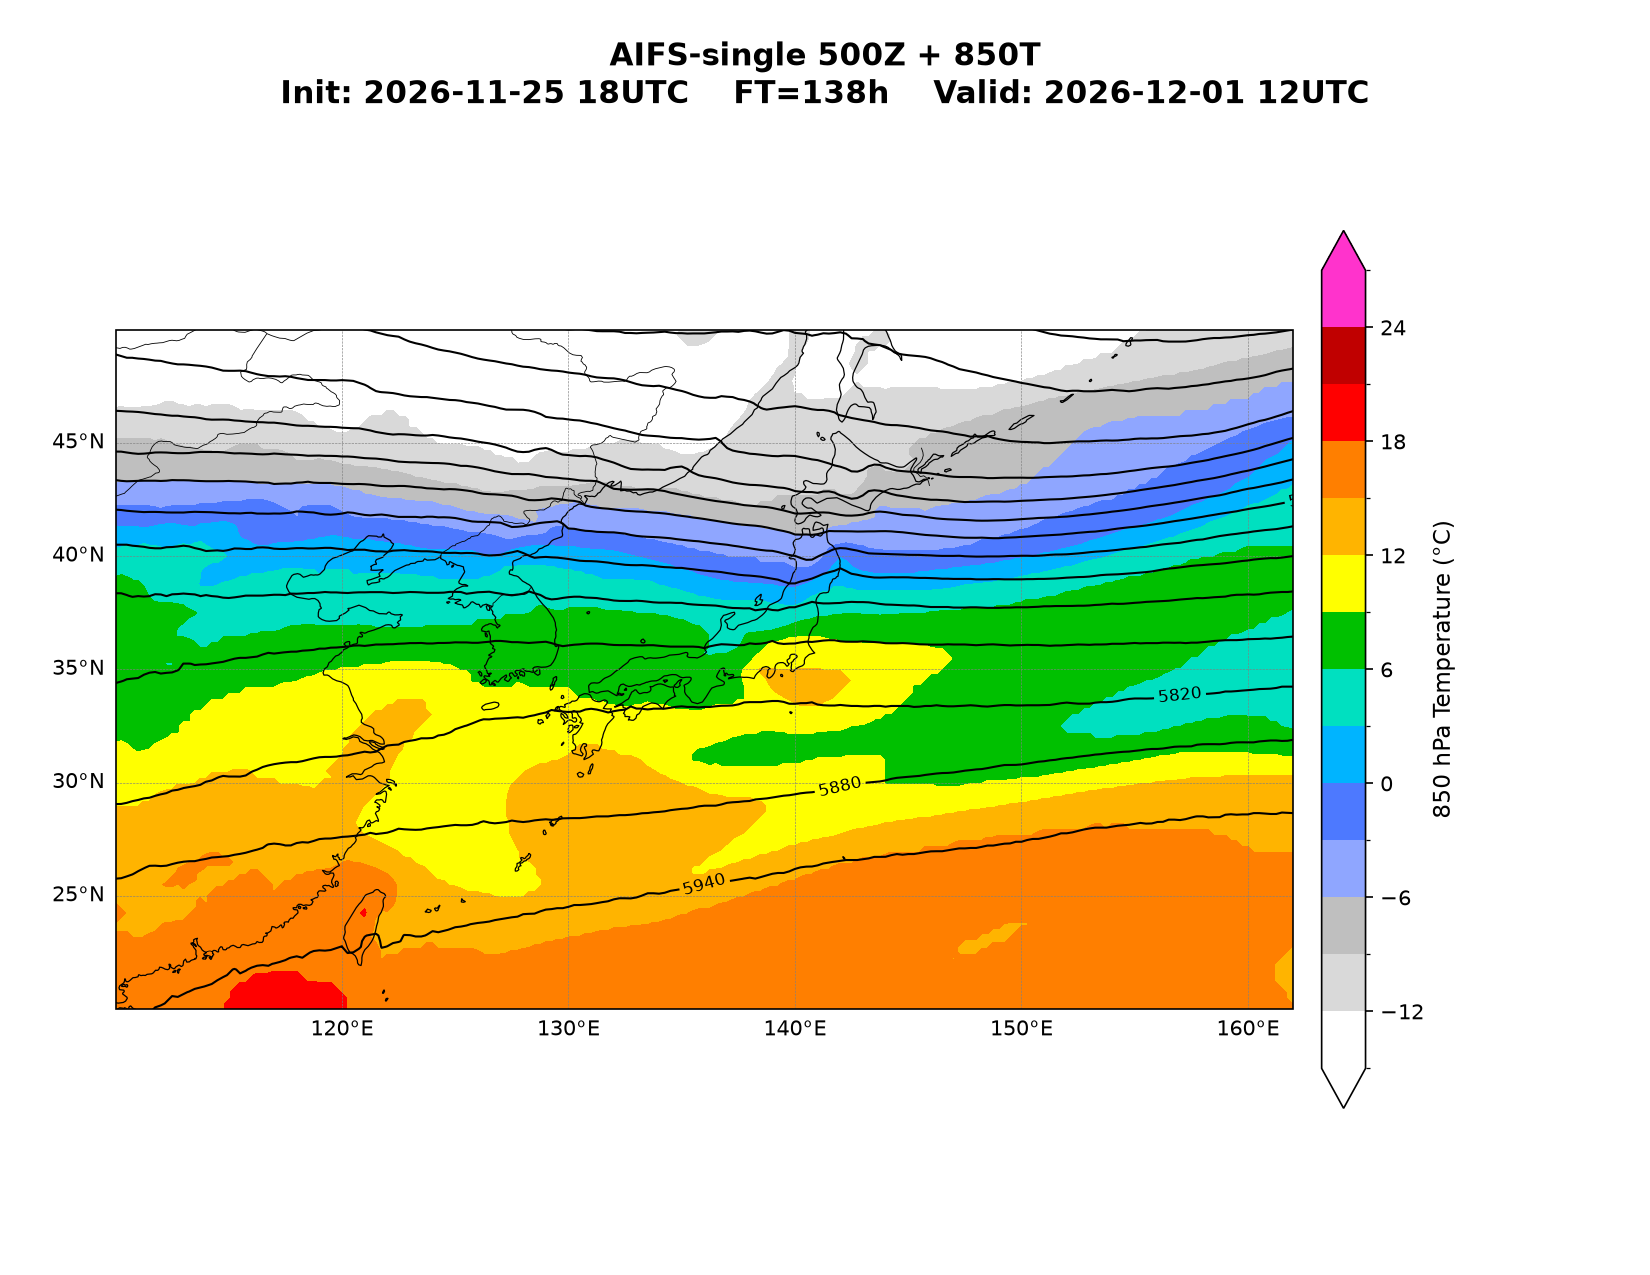 AIFS-single 500Z + 850T
Init: 2026-11-25 18UTC    FT=138h    Valid: 2026-12-01 12UTC
24
18
12
6
0
−6
−12
850 hPa Temperature (°C)
45°N
40°N
35°N
30°N
25°N
5820
5880
5940
120°E
130°E
140°E
150°E
160°E